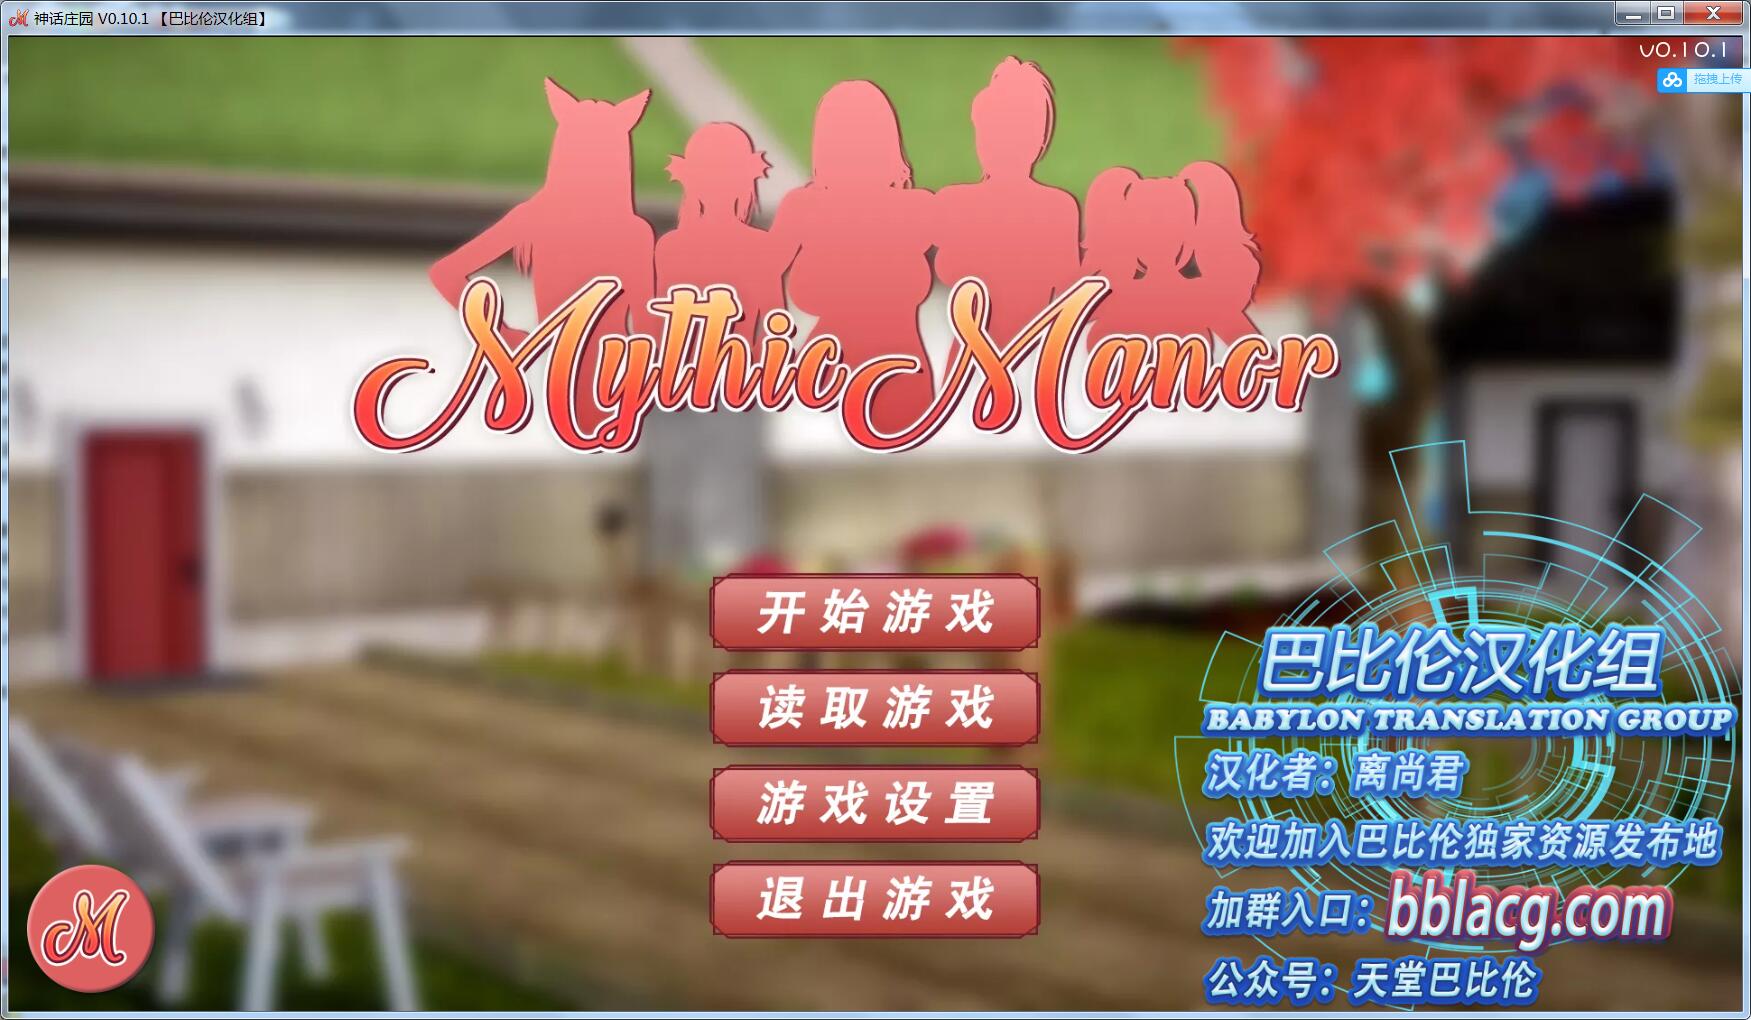 神话庄园 V0.10.1 【巴比伦汉化组】
v0.10.1
拖拽上传
Mythic Manor
开始游戏
读取游戏
游戏设置
退出游戏
M
巴比伦汉化组
BABYLON TRANSLATION GROUP
汉化者：离尚君
欢迎加入巴比伦独家资源发布地
加群入口：bblacg.com
公众号：天堂巴比伦